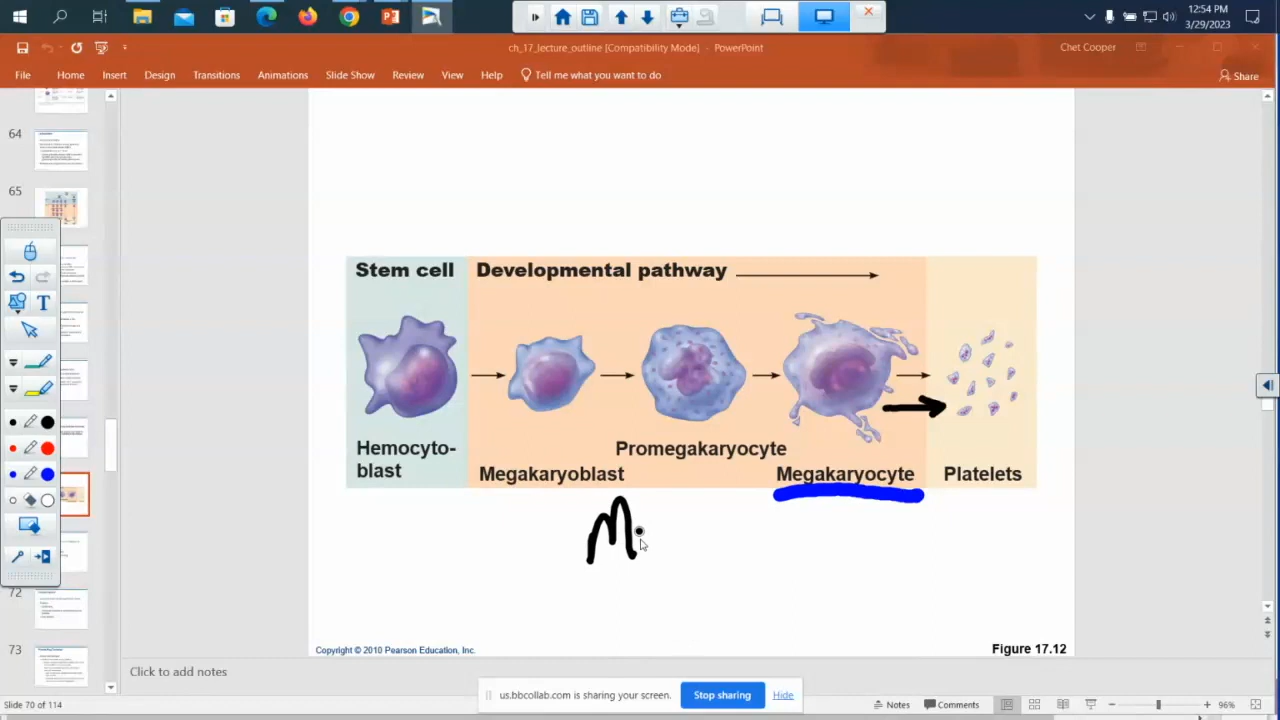 12:54 PM
3/29/2023
ch_17_lecture_outline [Compatibility Mode] - PowerPoint
Chet Cooper
File Home Insert Design Transitions Animations Slide Show Review View Help Tell me what you want to do
Share
64
65
72
73
Stem cell Developmental pathway
Hemocyto-
blast
Megakaryoblast
Promegakaryocyte
Megakaryocyte
Platelets
M
Copyright © 2010 Pearson Education, Inc.
Figure 17.12
Click to add notes
us.bbcollab.com is sharing your screen. Stop sharing Hide
Slide 70 of 114
Notes Comments
96%